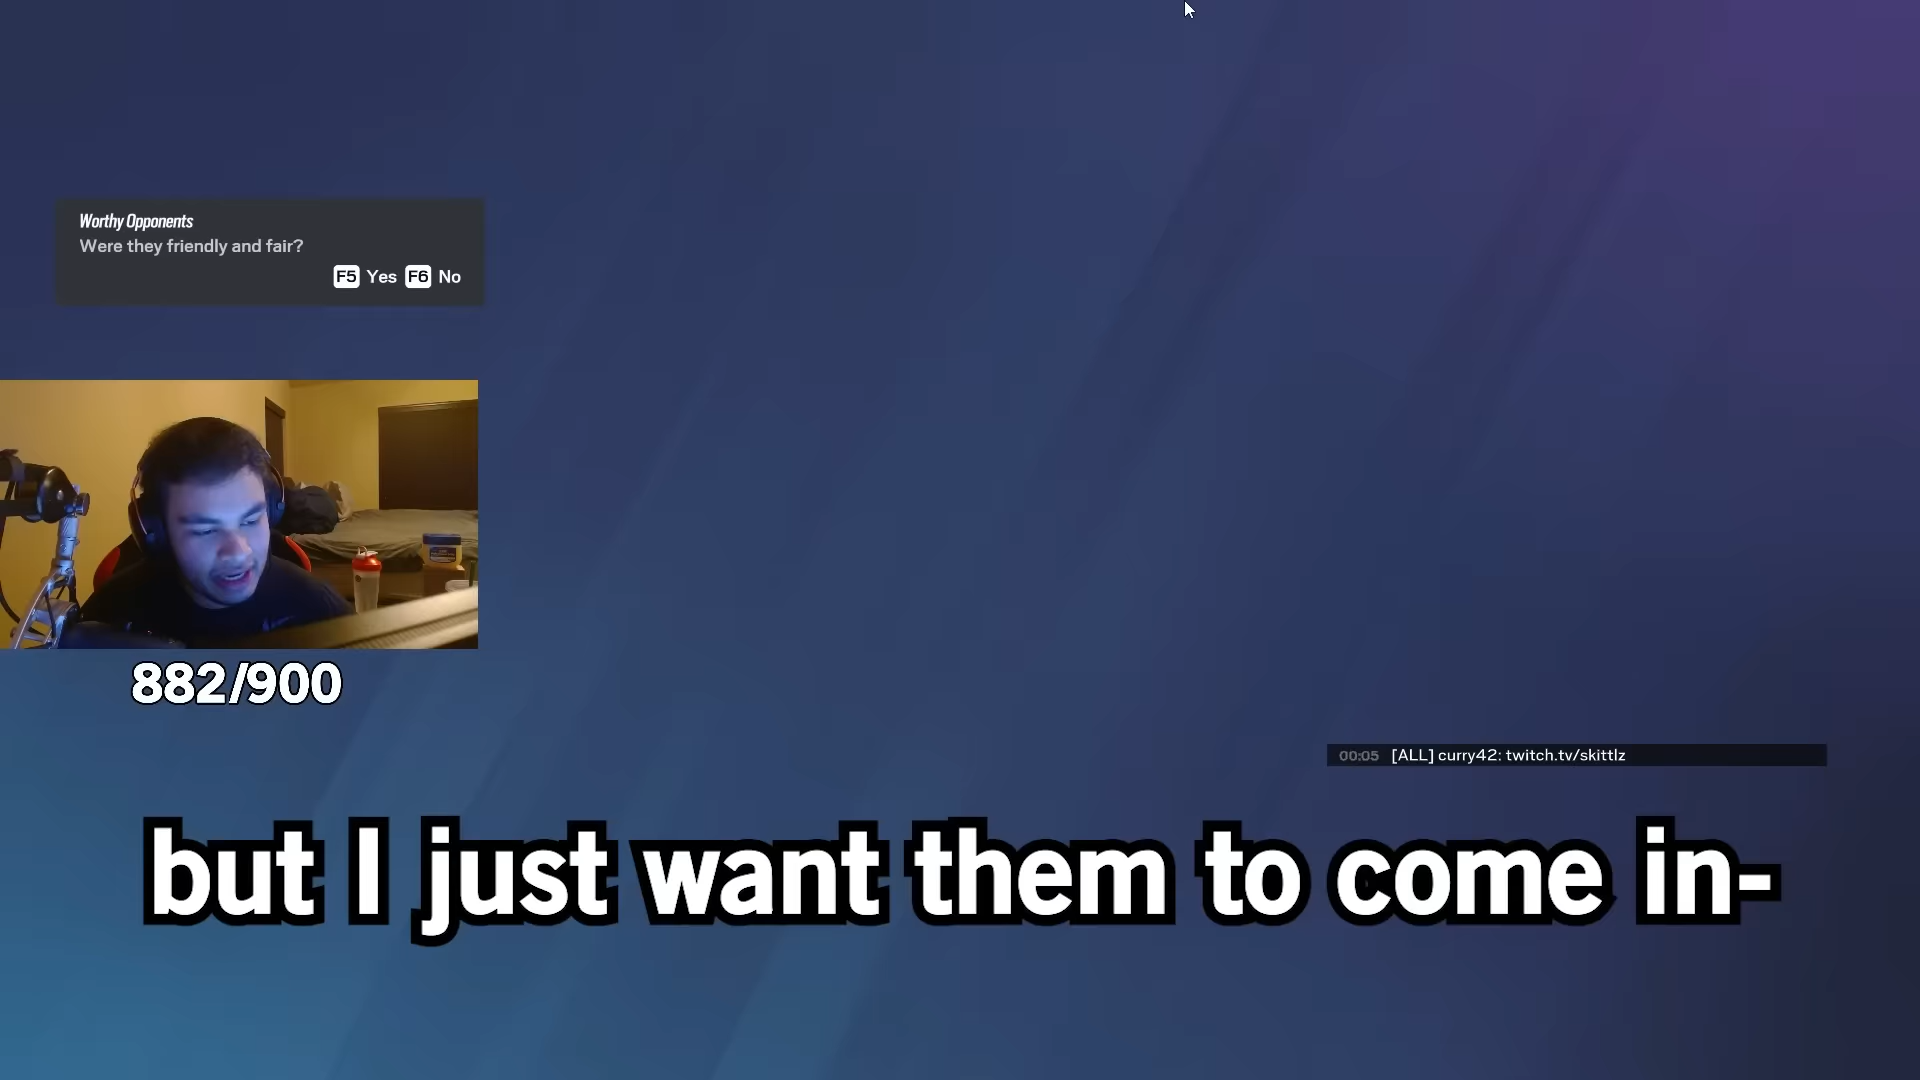 Worthy Opponents
Were they friendly and fair?
F5 Yes F6 No
882/900
00:05 [ALL] curry42: twitch.tv/skittlz
but I just want them to come in-